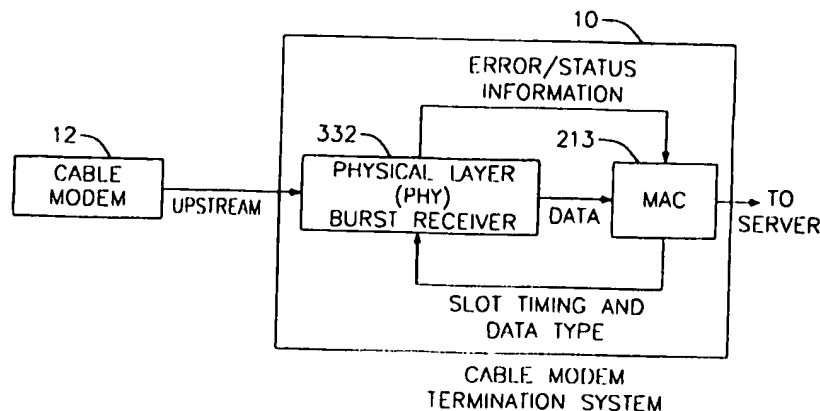 10
ERROR/STATUS
INFORMATION
12
332
213
CABLE
MODEM
UPSTREAM
PHYSICAL LAYER
(PHY)
BURST RECEIVER
DATA
MAC
TO
SERVER
SLOT TIMING AND
DATA TYPE
CABLE MODEM
TERMINATION SYSTEM